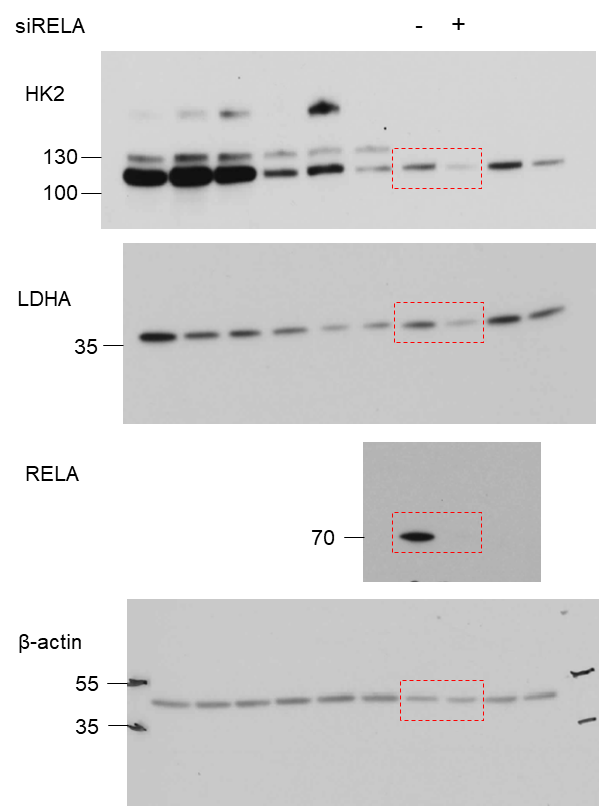 siRELA - +
HK2
130
100
LDHA
35
RELA
70
β-actin
55
35